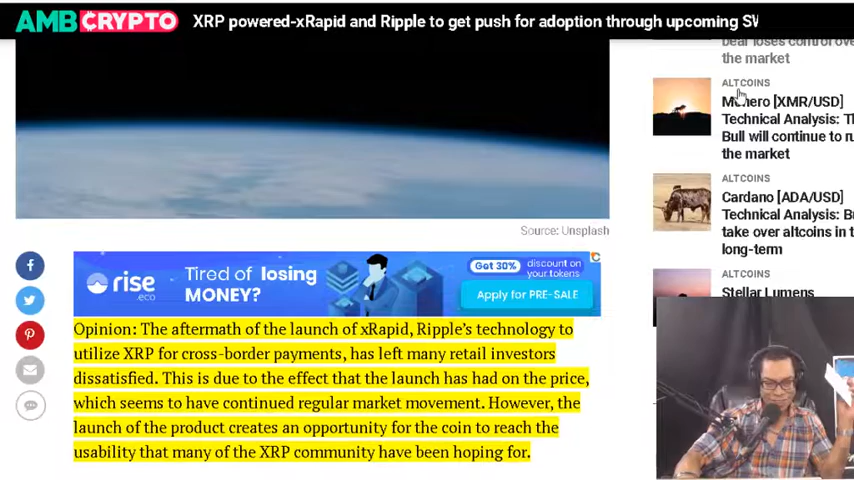 AMBCRYPTO
XRP powered-xRapid and Ripple to get push for adoption through upcoming SW
bear loses control over
the market
ALTCOINS
Monero [XMR/USD]
Technical Analysis:
Bull will continue to
the market
ALTCOINS
Cardano [ADA/USD]
Technical Analysis:
take over altcoins in
long-term
ALTCOINS
Stellar Lumens
Source: Unsplash
rise
.eco
Tired of losing
MONEY?
Get 30% discount on
your tokens
Apply for PRE-SALE
Opinion: The aftermath of the launch of xRapid, Ripple's technology to
utilize XRP for cross-border payments, has left many retail investors
dissatisfied. This is due to the effect that the launch has had on the price,
which seems to have continued regular market movement. However, the
launch of the product creates an opportunity for the coin to reach the
usability that many of the XRP community have been hoping for.